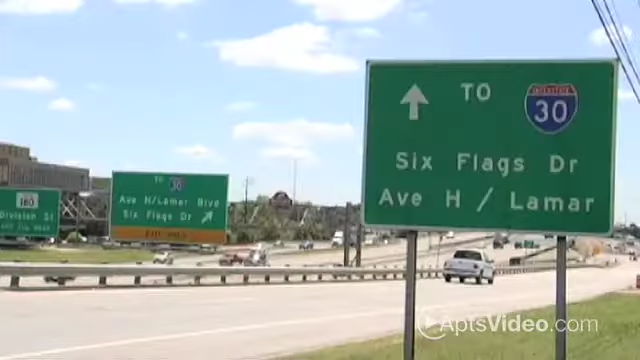 TO
INTERSTATE
30
Six Flags Dr
Ave H / Lamar
TO 30
Ave H/Lamar Blvd
Six Flags Dr
180
Division St
AptsVideo.com